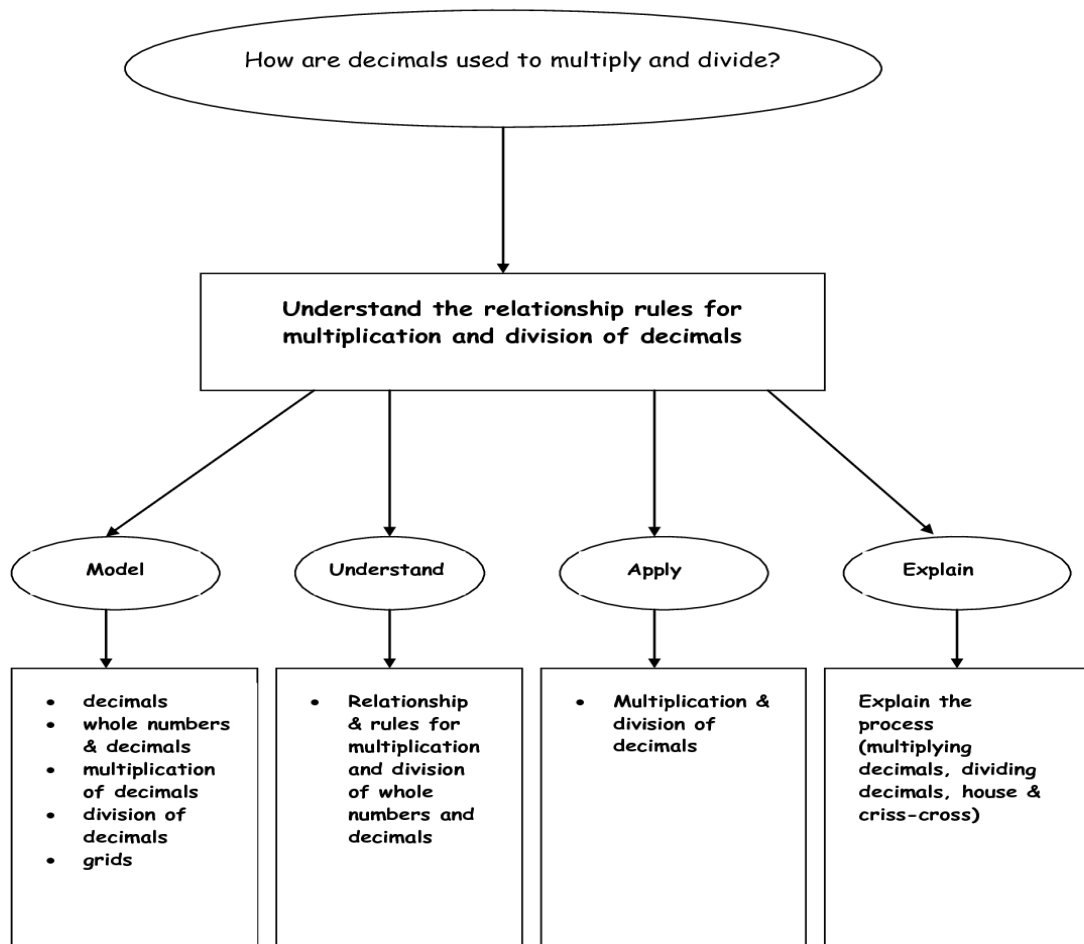 How are decimals used to multiply and divide?
Understand the relationship rules for
multiplication and division of decimals
Model
Understand
Apply
Explain
• decimals
• whole numbers
& decimals
• multiplication
of decimals
• division of
decimals
• grids
• Relationship
& rules for
multiplication
and division
of whole
numbers and
decimals
• Multiplication &
division of
decimals
Explain the
process
(multiplying
decimals, dividing
decimals, house &
criss-cross)